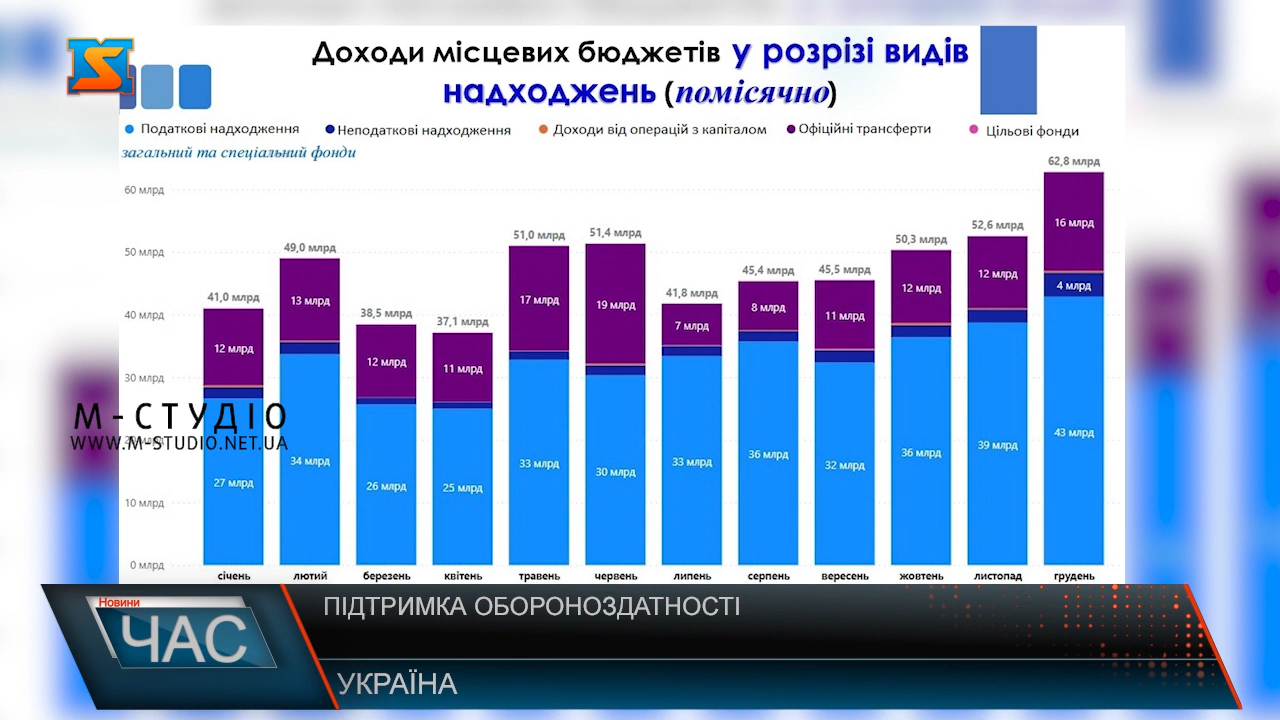 Доходи місцевих бюджетів у розрізі видів
надходжень (помісячно)
Податкові надходження Неподаткові надходження Доходи від операцій з капіталом Офіційні трансферти Цільові фонди
загальний та спеціальний фонди
62,8 млрд
60 млрд
16 млрд
52,6 млрд
51,0 млрд 51,4 млрд
50 млрд 49,0 млрд 50,3 млрд
45,4 млрд 45,5 млрд
12 млрд
4 млрд
41,0 млрд 13 млрд 17 млрд 19 млрд 41,8 млрд 12 млрд
40 млрд 38,5 млрд 37,1 млрд 8 млрд 11 млрд
7 млрд
12 млрд 12 млрд 11 млрд
30 млрд
М-СТУДІО
WWW.M-STUDIO.NET.UA
27 млрд 34 млрд 26 млрд 25 млрд 33 млрд 30 млрд 33 млрд 36 млрд 32 млрд 36 млрд 39 млрд 43 млрд
10 млрд
0 млрд
січень лютий березень квітень травень червень липень серпень вересень жовтень листопад грудень
Новини
ЧАС
ПІДТРИМКА ОБОРОНОЗДАТНОСТІ
УКРАЇНА